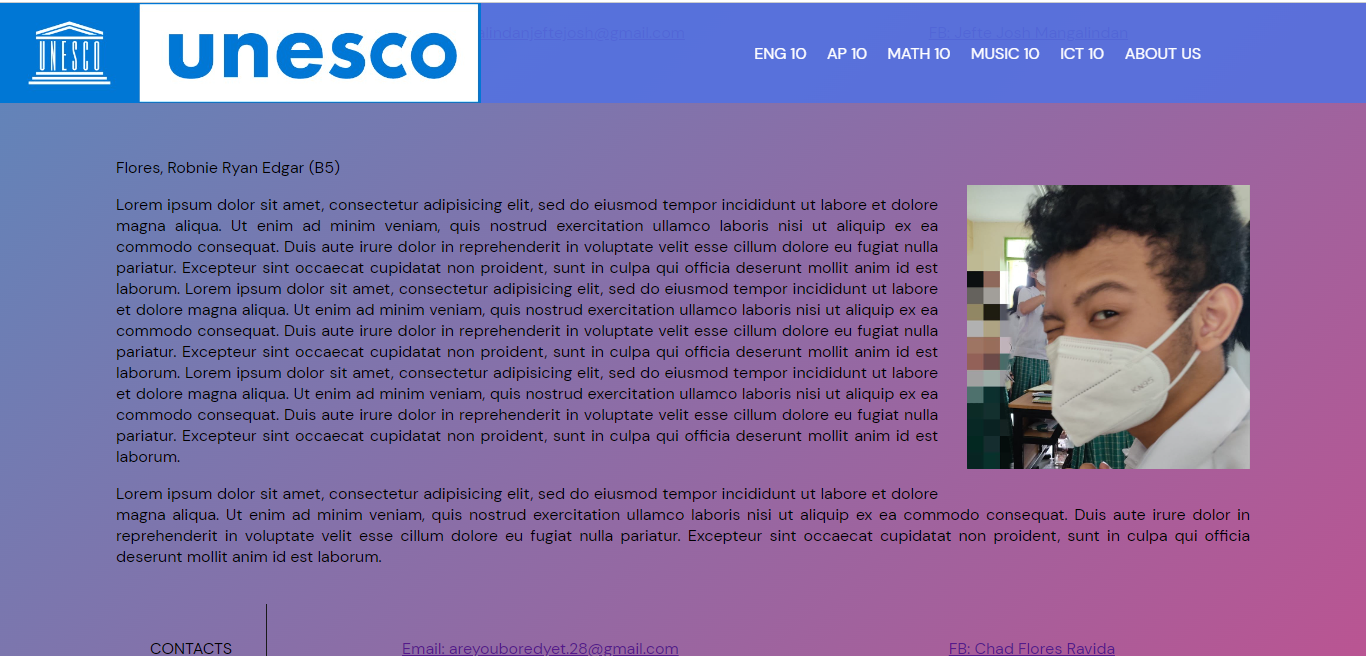 UNESCO
unesco
alindanjeftejosh@gmail.com
FB: Jefte Josh Mangalindan
ENG 10 AP 10 MATH 10 MUSIC 10 ICT 10 ABOUT US
Flores, Robnie Ryan Edgar (B5)
Lorem ipsum dolor sit amet, consectetur adipisicing elit, sed do eiusmod tempor incididunt ut labore et dolore
magna aliqua. Ut enim ad minim veniam, quis nostrud exercitation ullamco laboris nisi ut aliquip ex ea
commodo consequat. Duis aute irure dolor in reprehenderit in voluptate velit esse cillum dolore eu fugiat nulla
pariatur. Excepteur sint occaecat cupidatat non proident, sunt in culpa qui officia deserunt mollit anim id est
laborum. Lorem ipsum dolor sit amet, consectetur adipisicing elit, sed do eiusmod tempor incididunt ut labore
et dolore magna aliqua. Ut enim ad minim veniam, quis nostrud exercitation ullamco laboris nisi ut aliquip ex ea
commodo consequat. Duis aute irure dolor in reprehenderit in voluptate velit esse cillum dolore eu fugiat nulla
pariatur. Excepteur sint occaecat cupidatat non proident, sunt in culpa qui officia deserunt mollit anim id est
laborum. Lorem ipsum dolor sit amet, consectetur adipisicing elit, sed do eiusmod tempor incididunt ut labore
et dolore magna aliqua. Ut enim ad minim veniam, quis nostrud exercitation ullamco laboris nisi ut aliquip ex ea
commodo consequat. Duis aute irure dolor in reprehenderit in voluptate velit esse cillum dolore eu fugiat nulla
pariatur. Excepteur sint occaecat cupidatat non proident, sunt in culpa qui officia deserunt mollit anim id est
laborum.
Lorem ipsum dolor sit amet, consectetur adipisicing elit, sed do eiusmod tempor incididunt ut labore et dolore
magna aliqua. Ut enim ad minim veniam, quis nostrud exercitation ullamco laboris nisi ut aliquip ex ea commodo consequat. Duis aute irure dolor in
reprehenderit in voluptate velit esse cillum dolore eu fugiat nulla pariatur. Excepteur sint occaecat cupidatat non proident, sunt in culpa qui officia
deserunt mollit anim id est laborum.
CONTACTS
Email: areyouboredyet.28@gmail.com
FB: Chad Flores Ravida